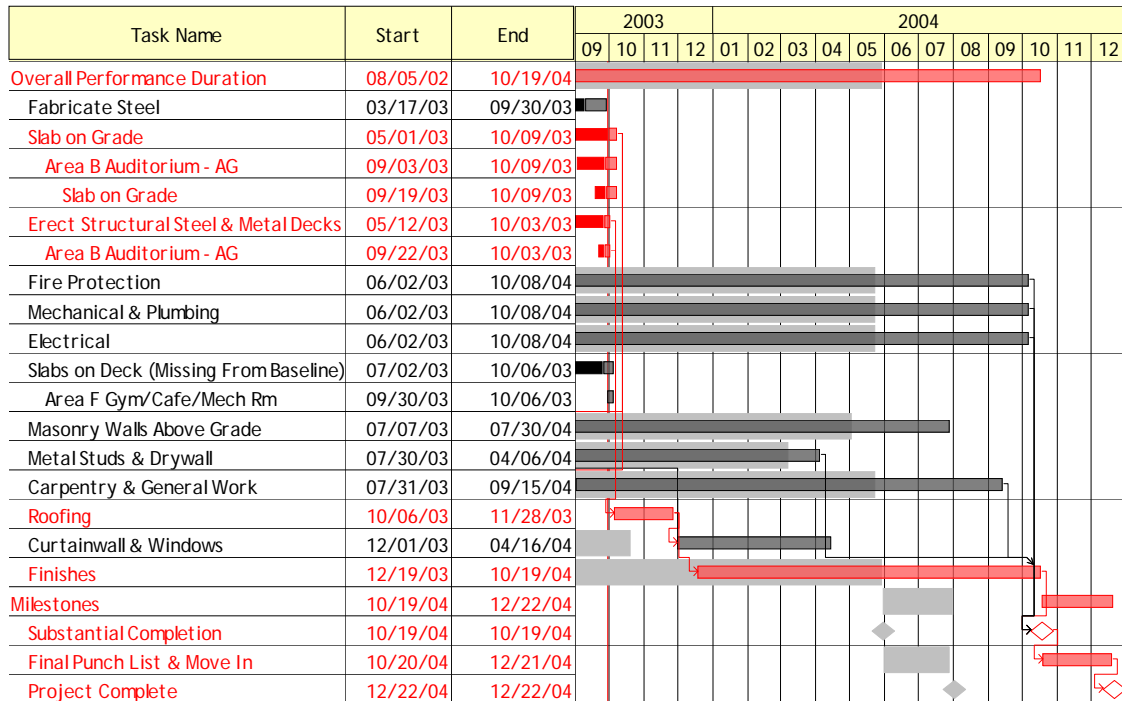 Task Name Start End 2003 2004
09 10 11 12 01 02 03 04 05 06 07 08 09 10 11 12
Overall Performance Duration 08/05/02 10/19/04
Fabricate Steel 03/17/03 09/30/03
Slab on Grade 05/01/03 10/09/03
Area B Auditorium - AG 09/03/03 10/09/03
Slab on Grade 09/19/03 10/09/03
Erect Structural Steel & Metal Decks 05/12/03 10/03/03
Area B Auditorium - AG 09/22/03 10/03/03
Fire Protection 06/02/03 10/08/04
Mechanical & Plumbing 06/02/03 10/08/04
Electrical 06/02/03 10/08/04
Slabs on Deck (Missing From Baseline) 07/02/03 10/06/03
Area F Gym/Cafe/Mech Rm 09/30/03 10/06/03
Masonry Walls Above Grade 07/07/03 07/30/04
Metal Studs & Drywall 07/30/03 04/06/04
Carpentry & General Work 07/31/03 09/15/04
Roofing 10/06/03 11/28/03
Curtainwall & Windows 12/01/03 04/16/04
Finishes 12/19/03 10/19/04
Milestones 10/19/04 12/22/04
Substantial Completion 10/19/04 10/19/04
Final Punch List & Move In 10/20/04 12/21/04
Project Complete 12/22/04 12/22/04